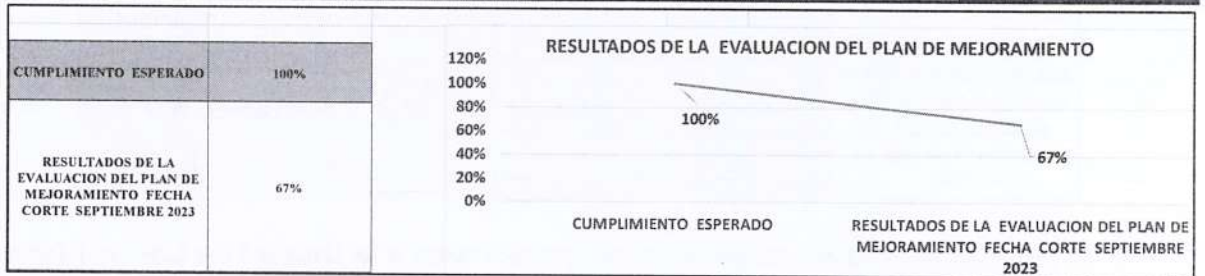 CUMPLIMIENTO ESPERADO 100%
RESULTADOS DE LA
EVALUACION DEL PLAN DE
MEJORAMIENTO FECHA
CORTE SEPTIEMBRE 2023
67%
RESULTADOS DE LA EVALUACION DEL PLAN DE MEJORAMIENTO
120%
100%
80%
60%
40%
20%
0%
100%
67%
CUMPLIMIENTO ESPERADO
RESULTADOS DE LA EVALUACION DEL PLAN DE
MEJORAMIENTO FECHA CORTE SEPTIEMBRE
2023